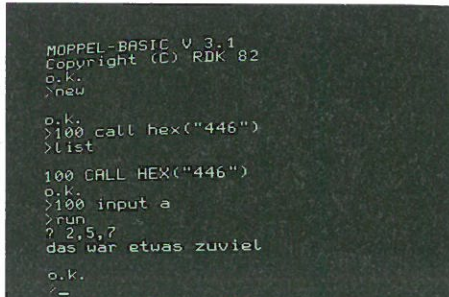 MOPPEL-BASIC V 3.1
Copyright (C) RDK 82
o.k.
>new
o.k.
>100 call hex("446")
>list
100 CALL HEX("446")
o.k.
>100 input a
>run
? 2,5,7
das war etwas zuviel
o.k.
>_